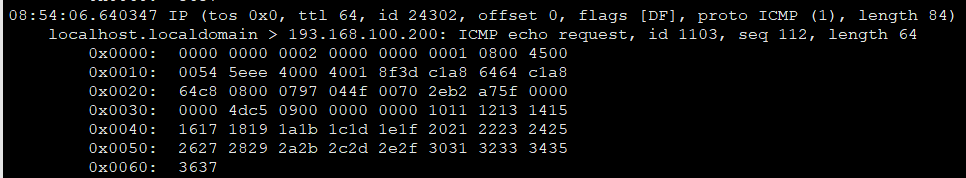 08:54:06.640347 IP (tos 0x0, ttl 64, id 24302, offset 0, flags [DF], proto ICMP (1), length 84)
localhost.localdomain > 193.168.100.200: ICMP echo request, id 1103, seq 112, length 64
0x0000: 0000 0000 0002 0000 0000 0001 0800 4500
0x0010: 0054 5eee 4000 4001 8f3d c1a8 6464 c1a8
0x0020: 64c8 0800 0797 044f 0070 2eb2 a75f 0000
0x0030: 0000 4dc5 0900 0000 0000 1011 1213 1415
0x0040: 1617 1819 1a1b 1c1d 1e1f 2021 2223 2425
0x0050: 2627 2829 2a2b 2c2d 2e2f 3031 3233 3435
0x0060: 3637